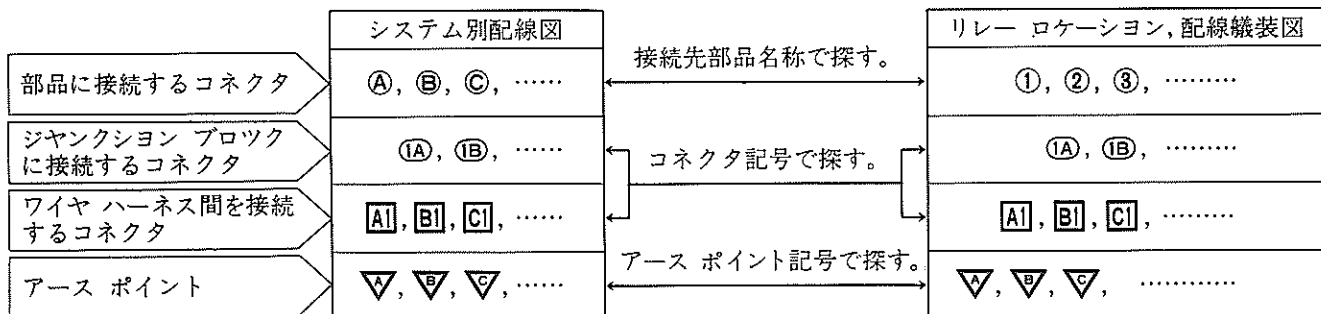 システム別配線図
リレー ロケーシヨン, 配線艤装図
部品に接続するコネクタ
Ⓐ, Ⓑ, Ⓒ, ……
接続先部品名称で探す。
①, ②, ③, ………
ジヤンクシヨン ブロツク
に接続するコネクタ
1A, 1B, ……
コネクタ記号で探す。
1A, 1B, ………
ワイヤ ハーネス間を接続
するコネクタ
A1, B1, C1, ……
A1, B1, C1, ………
アース ポイント
A, B, C, ……
アース ポイント記号で探す。
A, B, C, …………